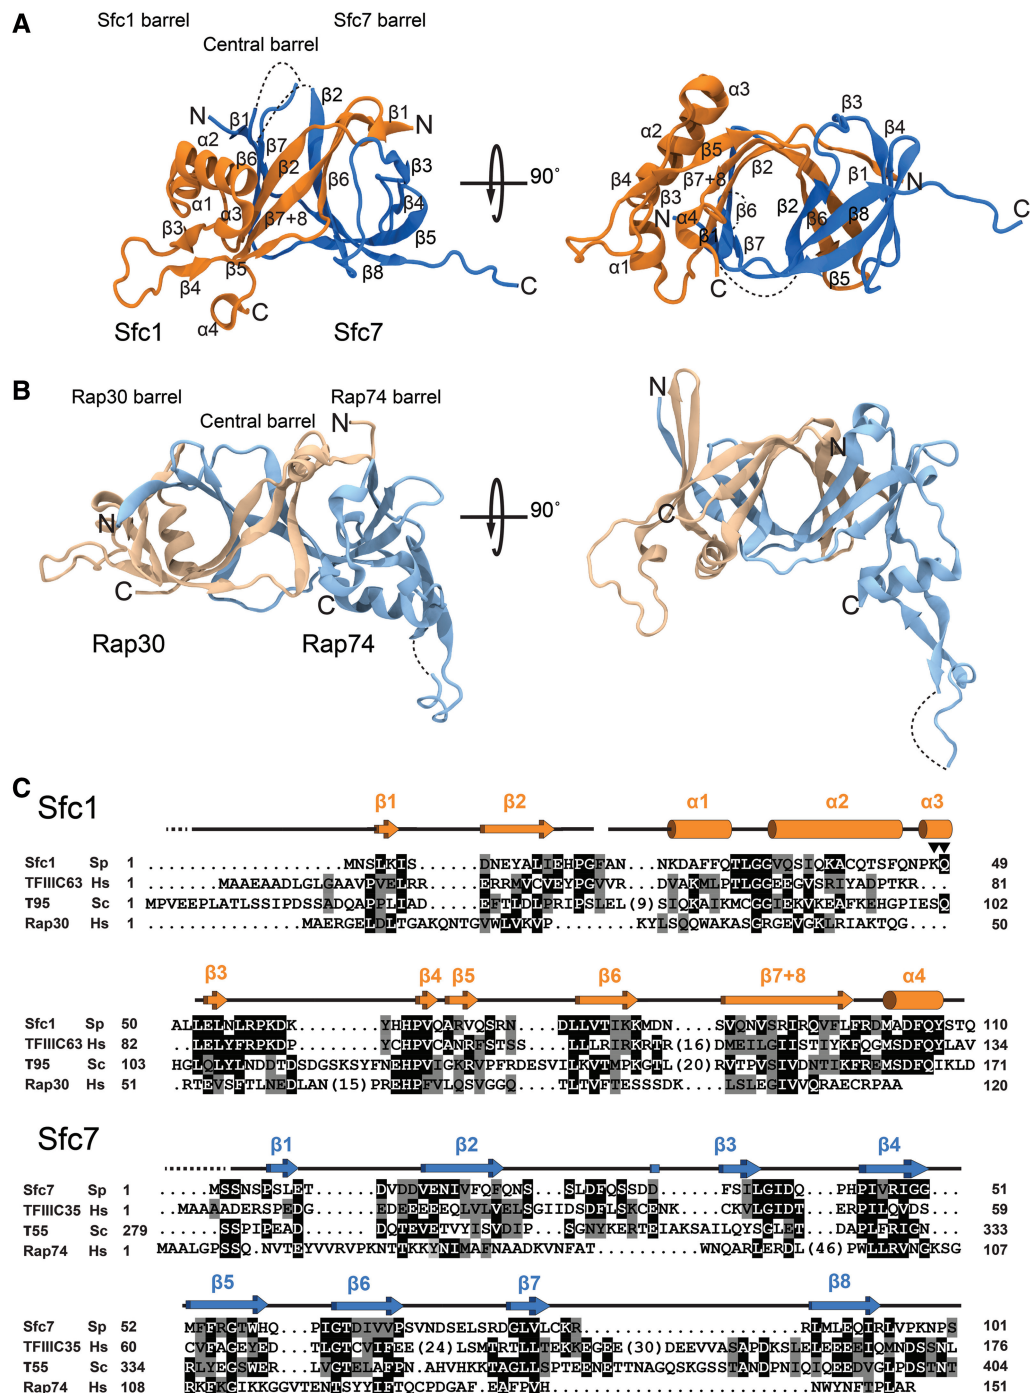 A
Sfc1 barrel
Sfc7 barrel
Central barrel
N
β1
β2
β1
N
α2
β6
β7
β2
β6
β3
α1
α3
β7+8
β4
β3
β5
β5
β4
β8
C
α4
C
Sfc1
Sfc7
90°
α3
α2
β5
β2
β3
β4
β4
β7+8
β1
N
β3
N
α4
β6
β2
β6
β8
C
β1
α1
β7
C
β5
B
Rap30 barrel
Rap74 barrel
Central barrel
N
N
C
C
Rap30
Rap74
90°
N
N
C
C
C
Sfc1
β1 β2 α1 α2 α3
Sfc1 Sp 1 ..............MNSLKIS.....DNEYALIEHPGFAN..NKDAFFQTLGGVQSIQKACQTSFQNPKQ 49
TFIIIC63 Hs 1 .....MAAEAADLGLGAAVPVELRR....ERRMVCVEYPGVVR..DVAKMLPTLGGEEGVSRIYADPTKR... 81
T95 Sc 1 MPVEEPLATLSSIPDSSADQAPPLIAD....EFTLDLPRIPSLEL(9)SIQKAIKMCGGIEKVKEAFKEHGPIESQ 102
Rap30 Hs 1 ..........MAERGELDLTGAKQNTGVWLVKVP.......KYLSQQWAKASGRGEVGKLRIAKTQG.... 50
β3 β4 β5 β6 β7+8 α4
Sfc1 Sp 50 ALLELNLRPKDK.......YHHPVQARVQSRN....DLLVTIKKMDN....SVQNVSRIRQVFLFRDMADFQYSTQ 110
TFIIIC63 Hs 82 ..LELYFRPKDP.......YCHPVCANRFSTSS...LLLRIRKRTR(16)DMEILGIISTIYKFQGMSDFQYLAV 134
T95 Sc 103 HGLQLYLNDDTDSDGSKSYFNEHPVIGKRVPFRDESVILKVTMPKGTL(20)RVTPVSIVDNTIKFREMSDFQIKLD 171
Rap30 Hs 51 .RTEVSFTLNEDLAN(15)PREHPFVLQSVGGQ...TLTVFTESSSDK....LSLEGIVVQRAECRPAA 120
Sfc7
β1 β2 β3 β4
Sfc7 Sp 1 ....MSSNSPSLET.....DVDDVENIVFQFQNS...SLDFQSSDD......FSILGIDQ...PHPIVRIGG.. 51
TFIIIC35 Hs 1 ..MAAAADERSPEDG....EDEEEEEQLVLVELSGIIDSDFLSKCENK....CKVLGIDT...ERPILQVDS.. 59
T55 Sc 279 .....SSPIPEAD......DQTEVETVYISVDIP...SGNYKERTEIAKSAILQYSGLET...DAPLFRIGN.. 333
Rap74 Hs 1 MAALGPSSQ.NVTEYVVRVPKNTTKKYNIMAFNAADKVNFAT.......WNQARLERDL(46)PWLLRVNGKSG 107
β5 β6 β7 β8
Sfc7 Sp 52 MFFRGTWHQ...PIGTDIVVPSVNDSELSRDGLVLCKR..................RLMLEQIRLVPKNPS 101
TFIIIC35 Hs 60 CVFAGEYED...TLGTCVIFEE(24)LSMRTRLLTEKKEGEE(30)DEEVVASAPDKSLELEEEEIQMNDSSNL 176
T55 Sc 334 RLYEGSWER...LVGTELAFPN.AHVHKKTAGLLSPTEENETTNAGQSKGSSTANDPNIQIQEEDVGLPDSTNT 404
Rap74 Hs 108 RKFKGIKKGGVTENTSYYIFTQCPDGAF.EAFPVH..................NWYNFTPLAR 151